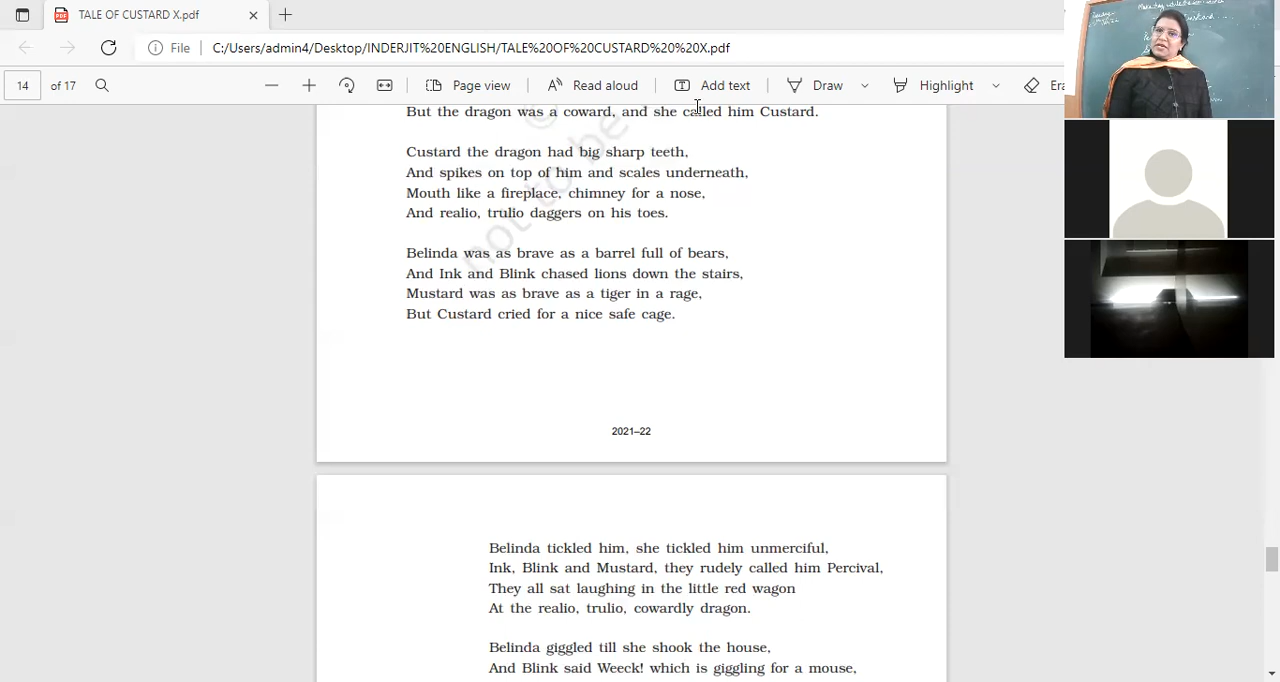 TALE OF CUSTARD X.pdf
File
C:/Users/admin4/Desktop/INDERJIT%20ENGLISH/TALE%20OF%20CUSTARD%20%20X.pdf
14
of 17
Page view
Read aloud
Add text
Draw
Highlight
Era
But the dragon was a coward, and she called him Custard.
Custard the dragon had big sharp teeth,
And spikes on top of him and scales underneath,
Mouth like a fireplace, chimney for a nose,
And realio, trulio daggers on his toes.
Belinda was as brave as a barrel full of bears,
And Ink and Blink chased lions down the stairs,
Mustard was as brave as a tiger in a rage,
But Custard cried for a nice safe cage.
not to be
2021–22
Belinda tickled him, she tickled him unmerciful,
Ink, Blink and Mustard, they rudely called him Percival,
They all sat laughing in the little red wagon
At the realio, trulio, cowardly dragon.
Belinda giggled till she shook the house,
And Blink said Weeck! which is giggling for a mouse,